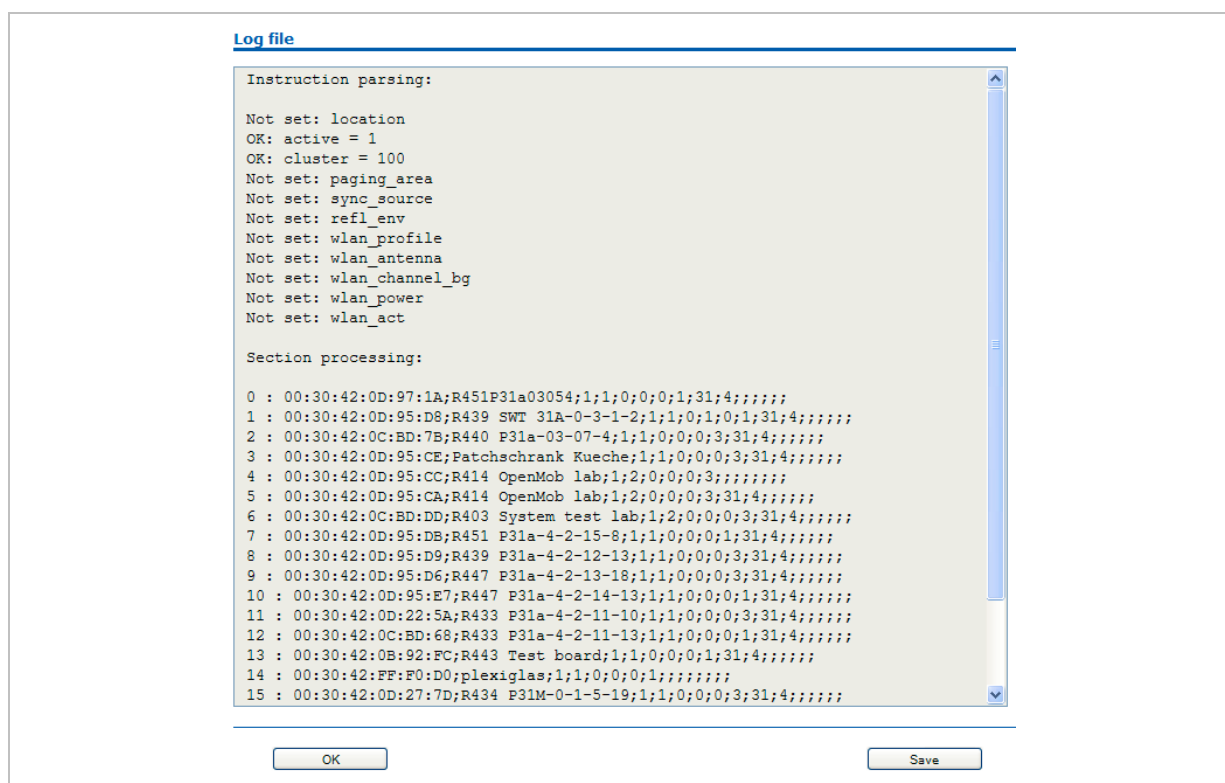 Log file
Instruction parsing:
Not set: location
OK: active = 1
OK: cluster = 100
Not set: paging_area
Not set: sync_source
Not set: refl_env
Not set: wlan_profile
Not set: wlan_antenna
Not set: wlan_channel_bg
Not set: wlan_power
Not set: wlan_act
Section processing:
0 : 00:30:42:0D:97:1A;R451P31a03054;1;1;0;0;0;1;31;4;;;;;;
1 : 00:30:42:0D:95:D8;R439 SWT 31A-0-3-1-2;1;1;0;1;0;1;31;4;;;;;;
2 : 00:30:42:0C:BD:7B;R440 P31a-03-07-4;1;1;0;0;0;3;31;4;;;;;;
3 : 00:30:42:0D:95:CE;Patchschrank Kueche;1;1;0;0;0;3;31;4;;;;;;
4 : 00:30:42:0D:95:CC;R414 OpenMob lab;1;2;0;0;0;3;;;;;;;;
5 : 00:30:42:0D:95:CA;R414 OpenMob lab;1;2;0;0;0;3;31;4;;;;;;
6 : 00:30:42:0C:BD:DD;R403 System test lab;1;2;0;0;0;3;31;4;;;;;;
7 : 00:30:42:0D:95:DB;R451 P31a-4-2-15-8;1;1;0;0;0;1;31;4;;;;;;
8 : 00:30:42:0D:95:D9;R439 P31a-4-2-12-13;1;1;0;0;0;3;31;4;;;;;;
9 : 00:30:42:0D:95:D6;R447 P31a-4-2-13-18;1;1;0;0;0;3;31;4;;;;;;
10 : 00:30:42:0D:95:E7;R447 P31a-4-2-14-13;1;1;0;0;0;1;31;4;;;;;;
11 : 00:30:42:0D:22:5A;R433 P31a-4-2-11-10;1;1;0;0;0;3;31;4;;;;;;
12 : 00:30:42:0C:BD:68;R433 P31a-4-2-11-13;1;1;0;0;0;1;31;4;;;;;;
13 : 00:30:42:0B:92:FC;R443 Test board;1;1;0;0;0;1;31;4;;;;;;
14 : 00:30:42:FF:F0:D0;plexiglas;1;1;0;0;0;1;;;;;;;;
15 : 00:30:42:0D:27:7D;R434 P31M-0-1-5-19;1;1;0;0;0;3;31;4;;;;;;
OK
Save